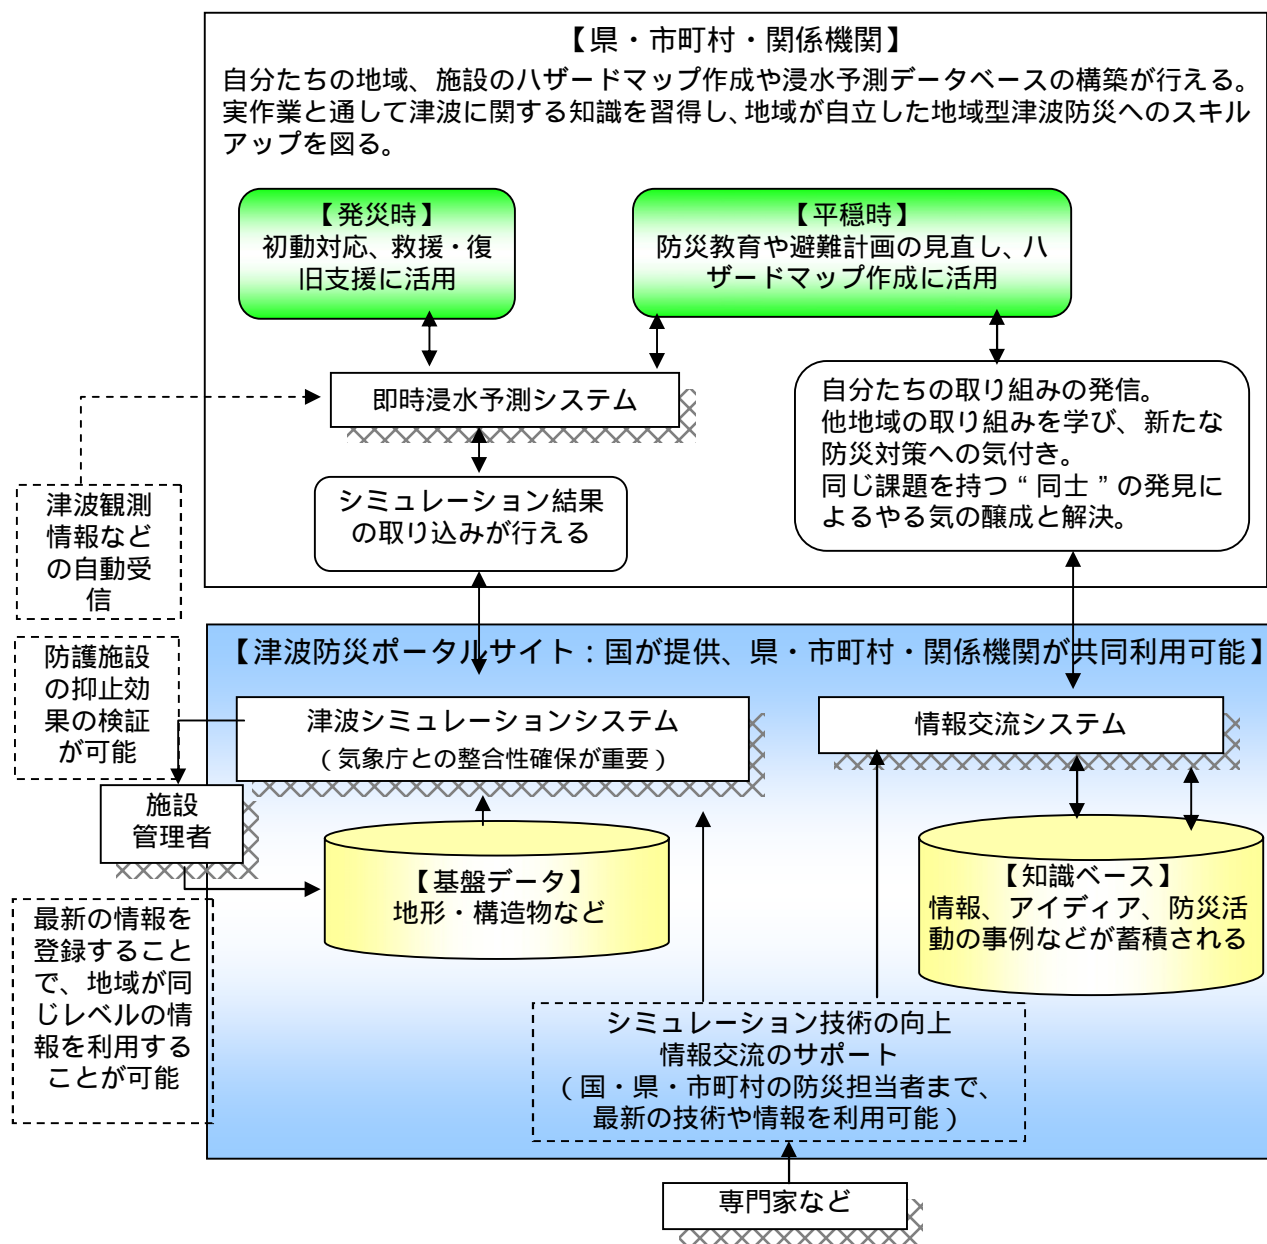 【県・市町村・関係機関】
自分たちの地域、施設のハザードマップ作成や浸水予測データベースの構築が行える。
実作業と通して津波に関する知識を習得し、地域が自立した地域型津波防災へのスキル
アップを図る。
【発災時】
初動対応、救援・復
旧支援に活用
【平穏時】
防災教育や避難計画の見直し、ハ
ザードマップ作成に活用
即時浸水予測システム
自分たちの取り組みの発信。
他地域の取り組みを学び、新たな
防災対策への気付き。
同じ課題を持つ“同士”の発見に
よるやる気の醸成と解決。
シミュレーション結果
の取り込みが行える
津波観測
情報など
の自動受
信
【津波防災ポータルサイト：国が提供、県・市町村・関係機関が共同利用可能】
防護施設
の抑止効
果の検証
が可能
津波シミュレーションシステム
（気象庁との整合性確保が重要）
情報交流システム
施設
管理者
【基盤データ】
地形・構造物など
【知識ベース】
情報、アイディア、防災活
動の事例などが蓄積される
最新の情報を
登録すること
で、地域が同
じレベルの情
報を利用する
ことが可能
シミュレーション技術の向上
情報交流のサポート
（国・県・市町村の防災担当者まで、
最新の技術や情報を利用可能）
専門家など